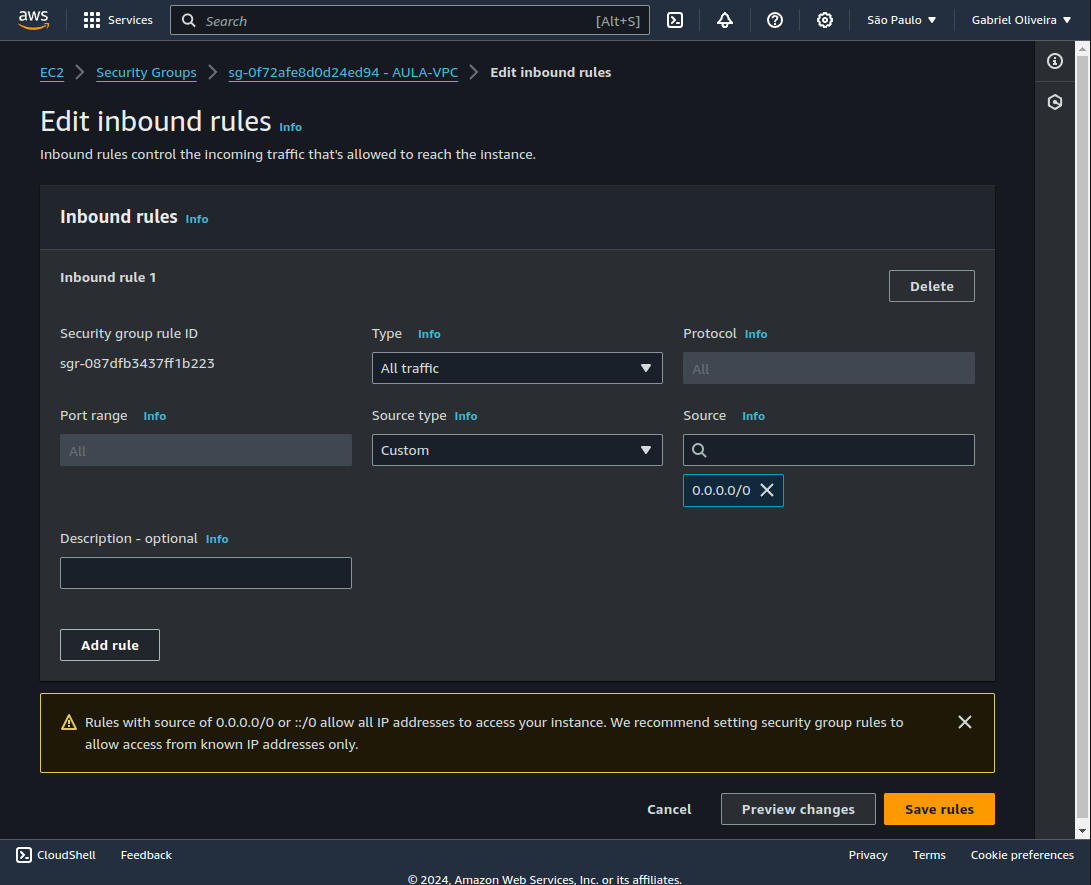 aws
Services
Search
[Alt+S]
São Paulo
Gabriel Oliveira
EC2
Security Groups
sg-0f72afe8d0d24ed94 - AULA-VPC
Edit inbound rules
Edit inbound rules Info
Inbound rules control the incoming traffic that's allowed to reach the instance.
Inbound rules Info
Inbound rule 1
Delete
Security group rule ID
sgr-087dfb3437ff1b223
Type Info
All traffic
Protocol Info
All
Port range Info
All
Source type Info
Custom
Source Info
0.0.0.0/0
Description - optional Info
Add rule
Rules with source of 0.0.0.0/0 or ::/0 allow all IP addresses to access your instance. We recommend setting security group rules to
allow access from known IP addresses only.
Cancel
Preview changes
Save rules
CloudShell
Feedback
Privacy
Terms
Cookie preferences
© 2024, Amazon Web Services, Inc. or its affiliates.